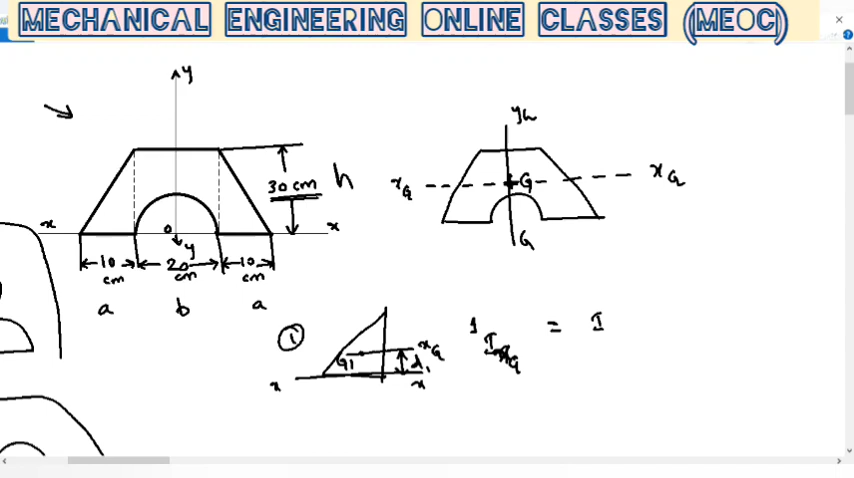 MECHANICAL ENGINEERING ONLINE CLASSES (MEOC)
y
30 cm h
x x
o
y
10 cm 20 cm 10 cm
a b a
yG
xG G xG
G
① G1 xG d1
x x
= I